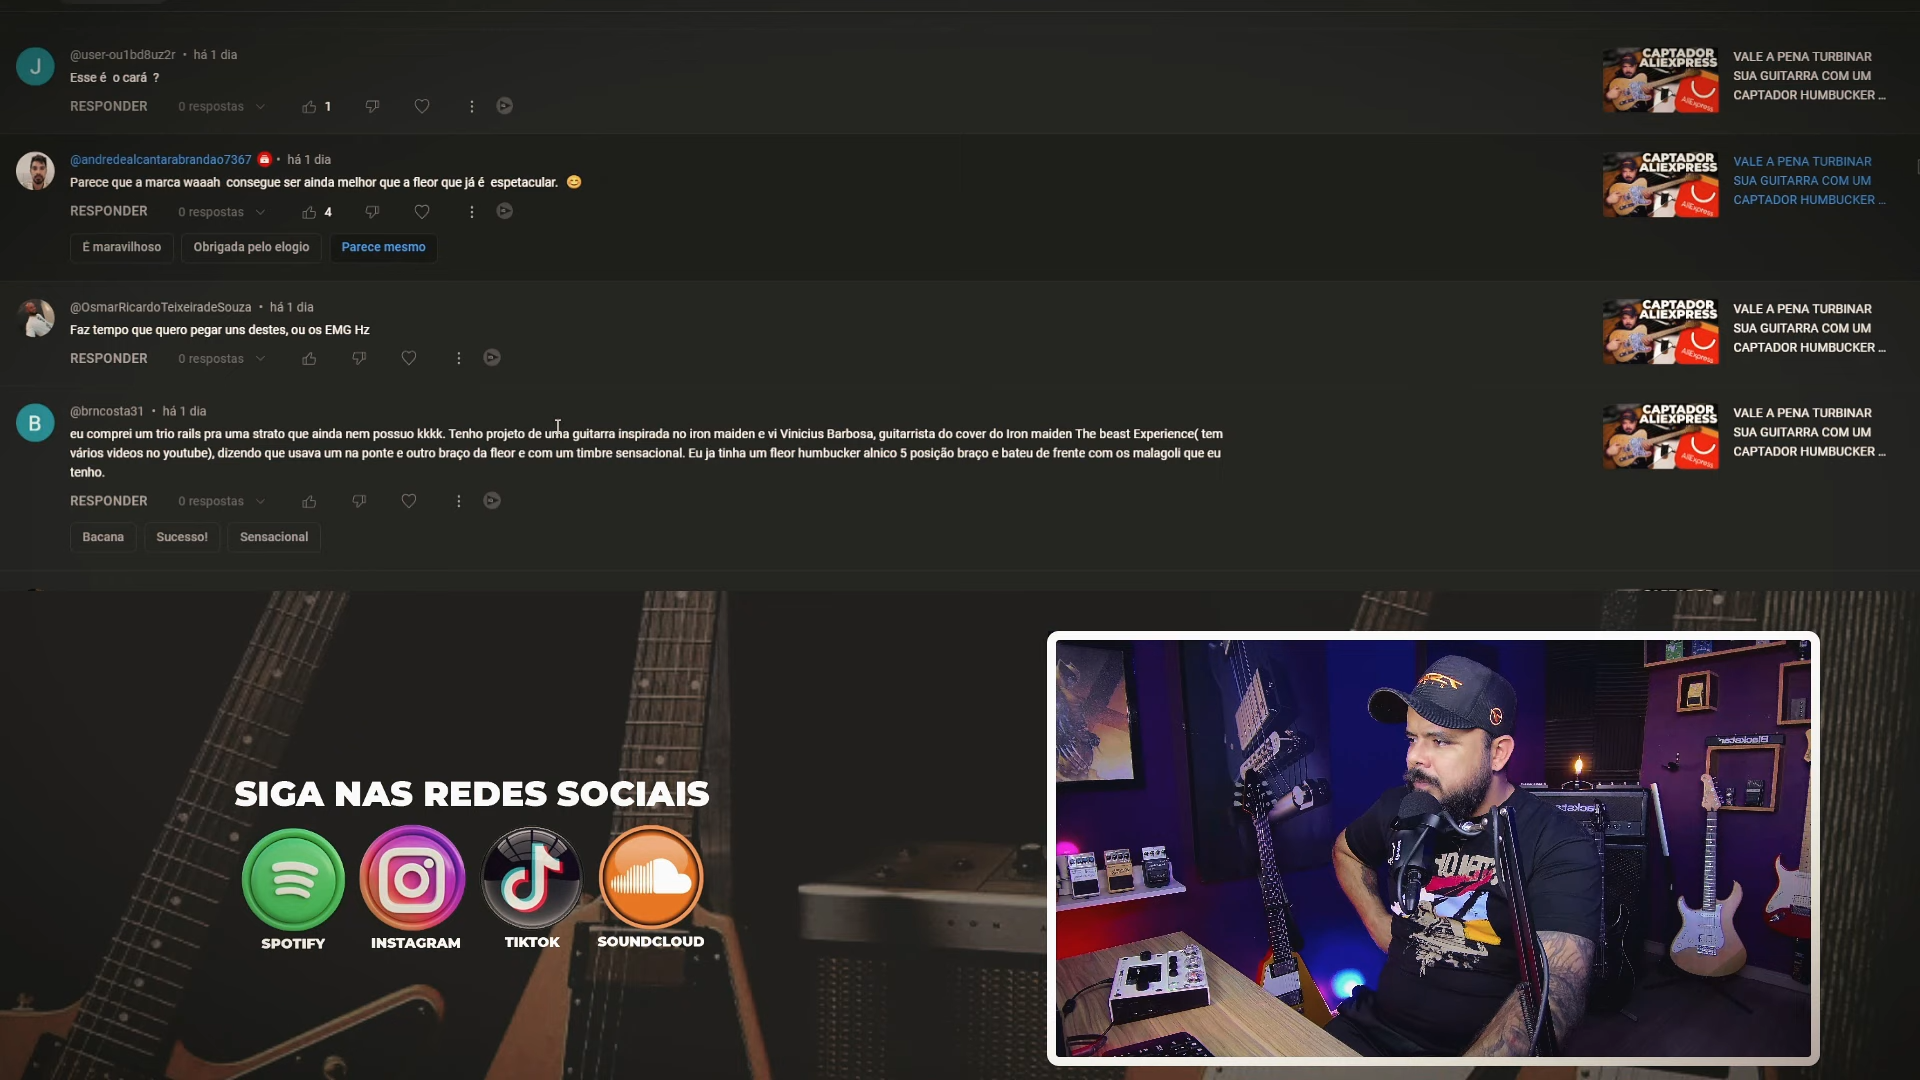 @user-ou1bd8uz2r • há 1 dia
Esse é o cará ?
RESPONDER 0 respostas 1
CAPTADOR
ALIEXPRESS
AliExpress
VALE A PENA TURBINAR
SUA GUITARRA COM UM
CAPTADOR HUMBUCKER ...
@andredealcantarabrandao7367 • há 1 dia
Parece que a marca waaah consegue ser ainda melhor que a fleor que já é espetacular. 😊
RESPONDER 0 respostas 4
É maravilhoso Obrigada pelo elogio Parece mesmo
CAPTADOR
ALIEXPRESS
AliExpress
VALE A PENA TURBINAR
SUA GUITARRA COM UM
CAPTADOR HUMBUCKER ...
@OsmarRicardoTeixeiradeSouza • há 1 dia
Faz tempo que quero pegar uns destes, ou os EMG Hz
RESPONDER 0 respostas
CAPTADOR
ALIEXPRESS
AliExpress
VALE A PENA TURBINAR
SUA GUITARRA COM UM
CAPTADOR HUMBUCKER ...
B
@brncosta31 • há 1 dia
eu comprei um trio rails pra uma strato que ainda nem possuo kkkk. Tenho projeto de uma guitarra inspirada no iron maiden e vi Vinicius Barbosa, guitarrista do cover do Iron maiden The beast Experience( tem
vários videos no youtube), dizendo que usava um na ponte e outro braço da fleor e com um timbre sensacional. Eu ja tinha um fleor humbucker alnico 5 posição braço e bateu de frente com os malagoli que eu
tenho.
RESPONDER 0 respostas
Bacana Sucesso! Sensacional
CAPTADOR
ALIEXPRESS
AliExpress
VALE A PENA TURBINAR
SUA GUITARRA COM UM
CAPTADOR HUMBUCKER ...
SIGA NAS REDES SOCIAIS
SPOTIFY INSTAGRAM TIKTOK SOUNDCLOUD